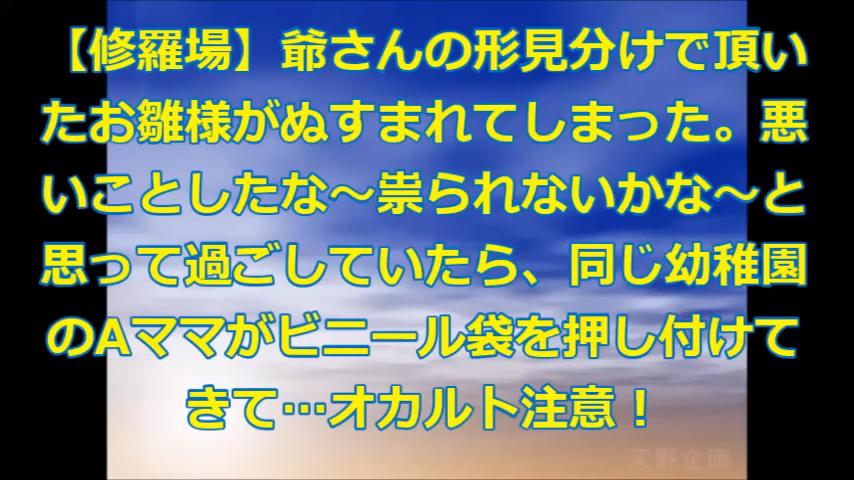 【修羅場】爺さんの形見分けで頂い
たお雛様がぬすまれてしまった。悪
いことしたな～祟られないかな～と
思って過ごしていたら、同じ幼稚園
のAママがビニール袋を押し付けて
きて…オカルト注意！
天野企画